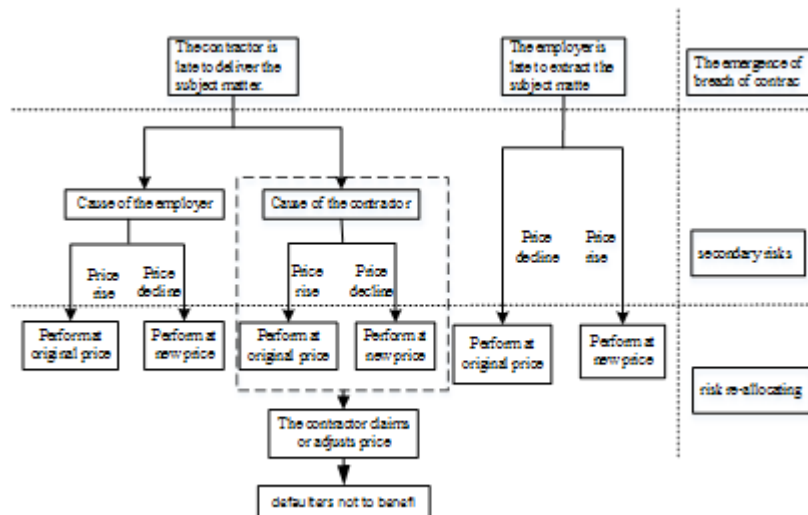 The contractor is
late to deliver the
subject matter.
The employer is
late to extract the
subject matte
The emergence of
breach of contrac
Cause of the employer
Cause of the contractor
Price
rise
Price
decline
Price
rise
Price
decline
Price
decline
Price
rise
secondary risks
Perform at
original price
Perform at
new price
Perform at
original price
Perform at
new price
Perform at
original price
Perform at
new price
risk re-allocating
The contractor claims
or adjusts price
defaulters not to benefi